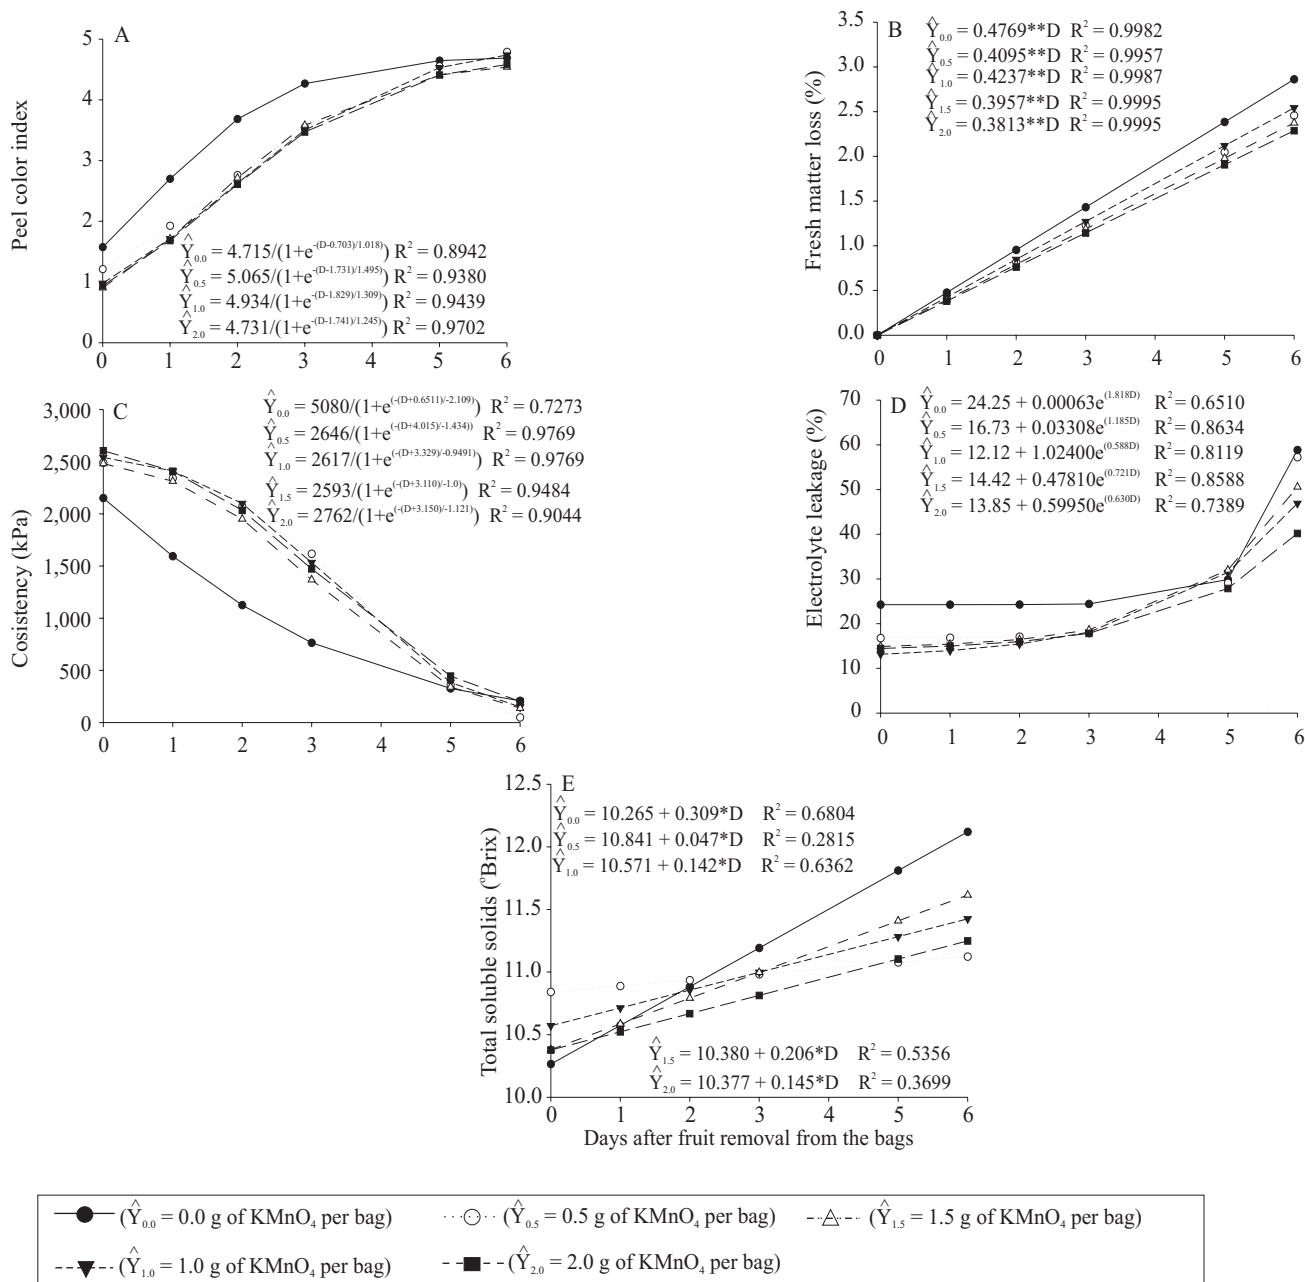 A
Peel color index
5
4
3
2
1
0
0 1 2 3 5 6
Ŷ0.0 = 4.715/(1+e^(-(D-0.703)/1.018)) R² = 0.8942
Ŷ0.5 = 5.065/(1+e^(-(D-1.731)/1.495)) R² = 0.9380
Ŷ1.0 = 4.934/(1+e^(-(D-1.829)/1.309)) R² = 0.9439
Ŷ2.0 = 4.731/(1+e^(-(D-1.741)/1.245)) R² = 0.9702
B
Fresh matter loss (%)
3.5
3.0
2.5
2.0
1.5
1.0
0.5
0.0
0 1 2 3 4 5 6
Ŷ0.0 = 0.4769**D R² = 0.9982
Ŷ0.5 = 0.4095**D R² = 0.9957
Ŷ1.0 = 0.4237**D R² = 0.9987
Ŷ1.5 = 0.3957**D R² = 0.9995
Ŷ2.0 = 0.3813**D R² = 0.9995
C
Cosistency (kPa)
3,000
2,500
2,000
1,500
1,000
500
0
0 1 2 3 5 6
Ŷ0.0 = 5080/(1+e^(-(D+0.6511)/-2.109)) R² = 0.7273
Ŷ0.5 = 2646/(1+e^(-(D+4.015)/-1.434)) R² = 0.9769
Ŷ1.0 = 2617/(1+e^(-(D+3.329)/-0.9491)) R² = 0.9769
Ŷ1.5 = 2593/(1+e^(-(D+3.110)/-1.0)) R² = 0.9484
Ŷ2.0 = 2762/(1+e^(-(D+3.150)/-1.121)) R² = 0.9044
D
Electrolyte leakage (%)
70
60
50
40
30
20
10
0
0 1 2 3 4 5 6
Ŷ0.0 = 24.25 + 0.00063e^(1.818D) R² = 0.6510
Ŷ0.5 = 16.73 + 0.03308e^(1.185D) R² = 0.8634
Ŷ1.0 = 12.12 + 1.02400e^(0.588D) R² = 0.8119
Ŷ1.5 = 14.42 + 0.47810e^(0.721D) R² = 0.8588
Ŷ2.0 = 13.85 + 0.59950e^(0.630D) R² = 0.7389
E
Total soluble solids (°Brix)
12.5
12.0
11.5
11.0
10.5
10.0
Ŷ0.0 = 10.265 + 0.309*D R² = 0.6804
Ŷ0.5 = 10.841 + 0.047*D R² = 0.2815
Ŷ1.0 = 10.571 + 0.142*D R² = 0.6362
Ŷ1.5 = 10.380 + 0.206*D R² = 0.5356
Ŷ2.0 = 10.377 + 0.145*D R² = 0.3699
0 1 2 3 5 6
Days after fruit removal from the bags
(Ŷ0.0 = 0.0 g of KMnO₄ per bag) (Ŷ0.5 = 0.5 g of KMnO₄ per bag) (Ŷ1.5 = 1.5 g of KMnO₄ per bag)
(Ŷ1.0 = 1.0 g of KMnO₄ per bag) (Ŷ2.0 = 2.0 g of KMnO₄ per bag)